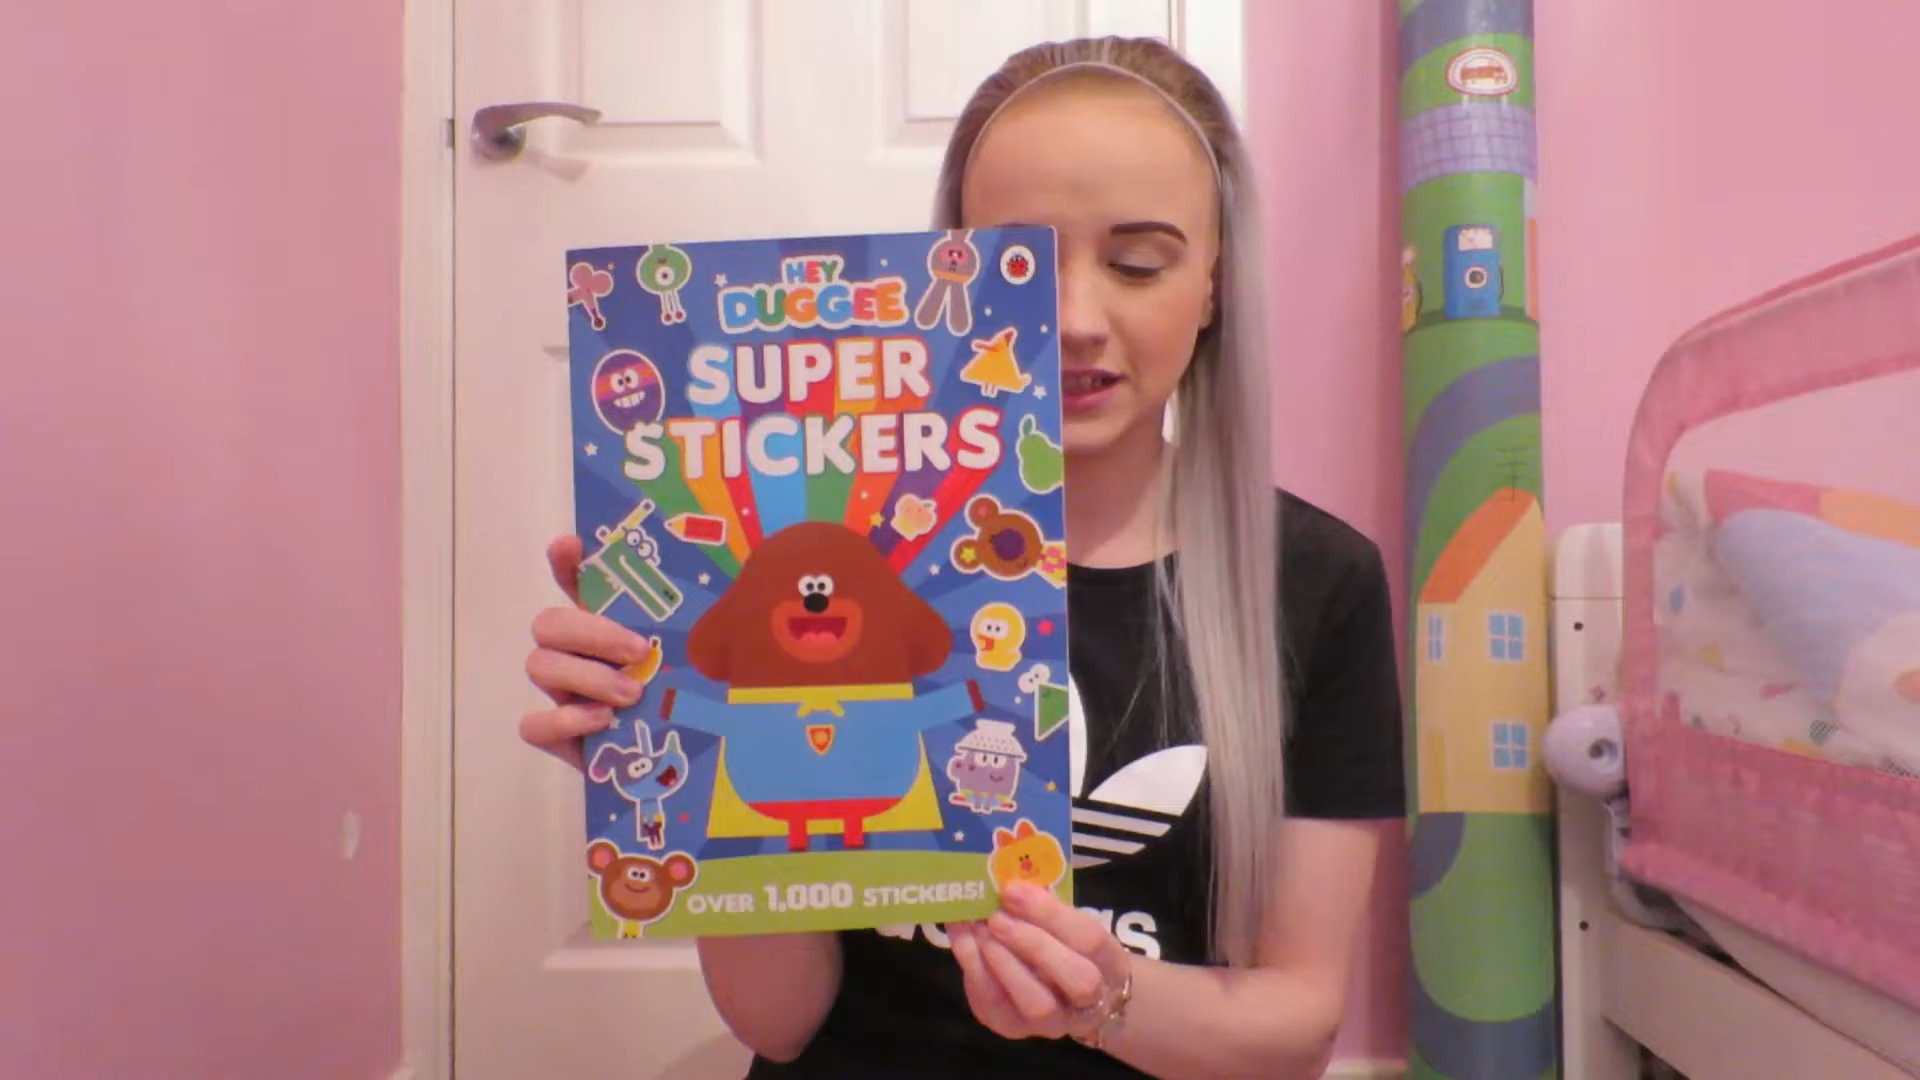 HEY
DUGGEE
SUPER
STICKERS
OVER 1,000 STICKERS!